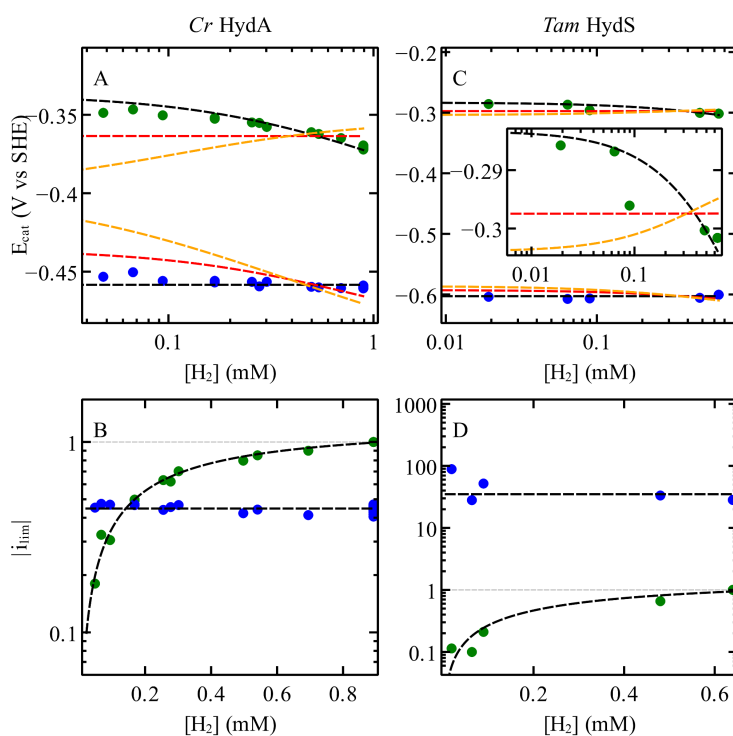 Cr HydA
Tam HydS
A
−0.35
−0.4
−0.45
E_cat (V vs SHE)
0.1
1
[H₂] (mM)
C
−0.2
−0.3
−0.4
−0.5
−0.6
−0.29
−0.3
0.01
0.1
0.01
0.1
[H₂] (mM)
B
1
0.1
|i_lim|
0.2
0.4
0.6
0.8
[H₂] (mM)
D
1000
100
10
1
0.1
0.2
0.4
0.6
[H₂] (mM)